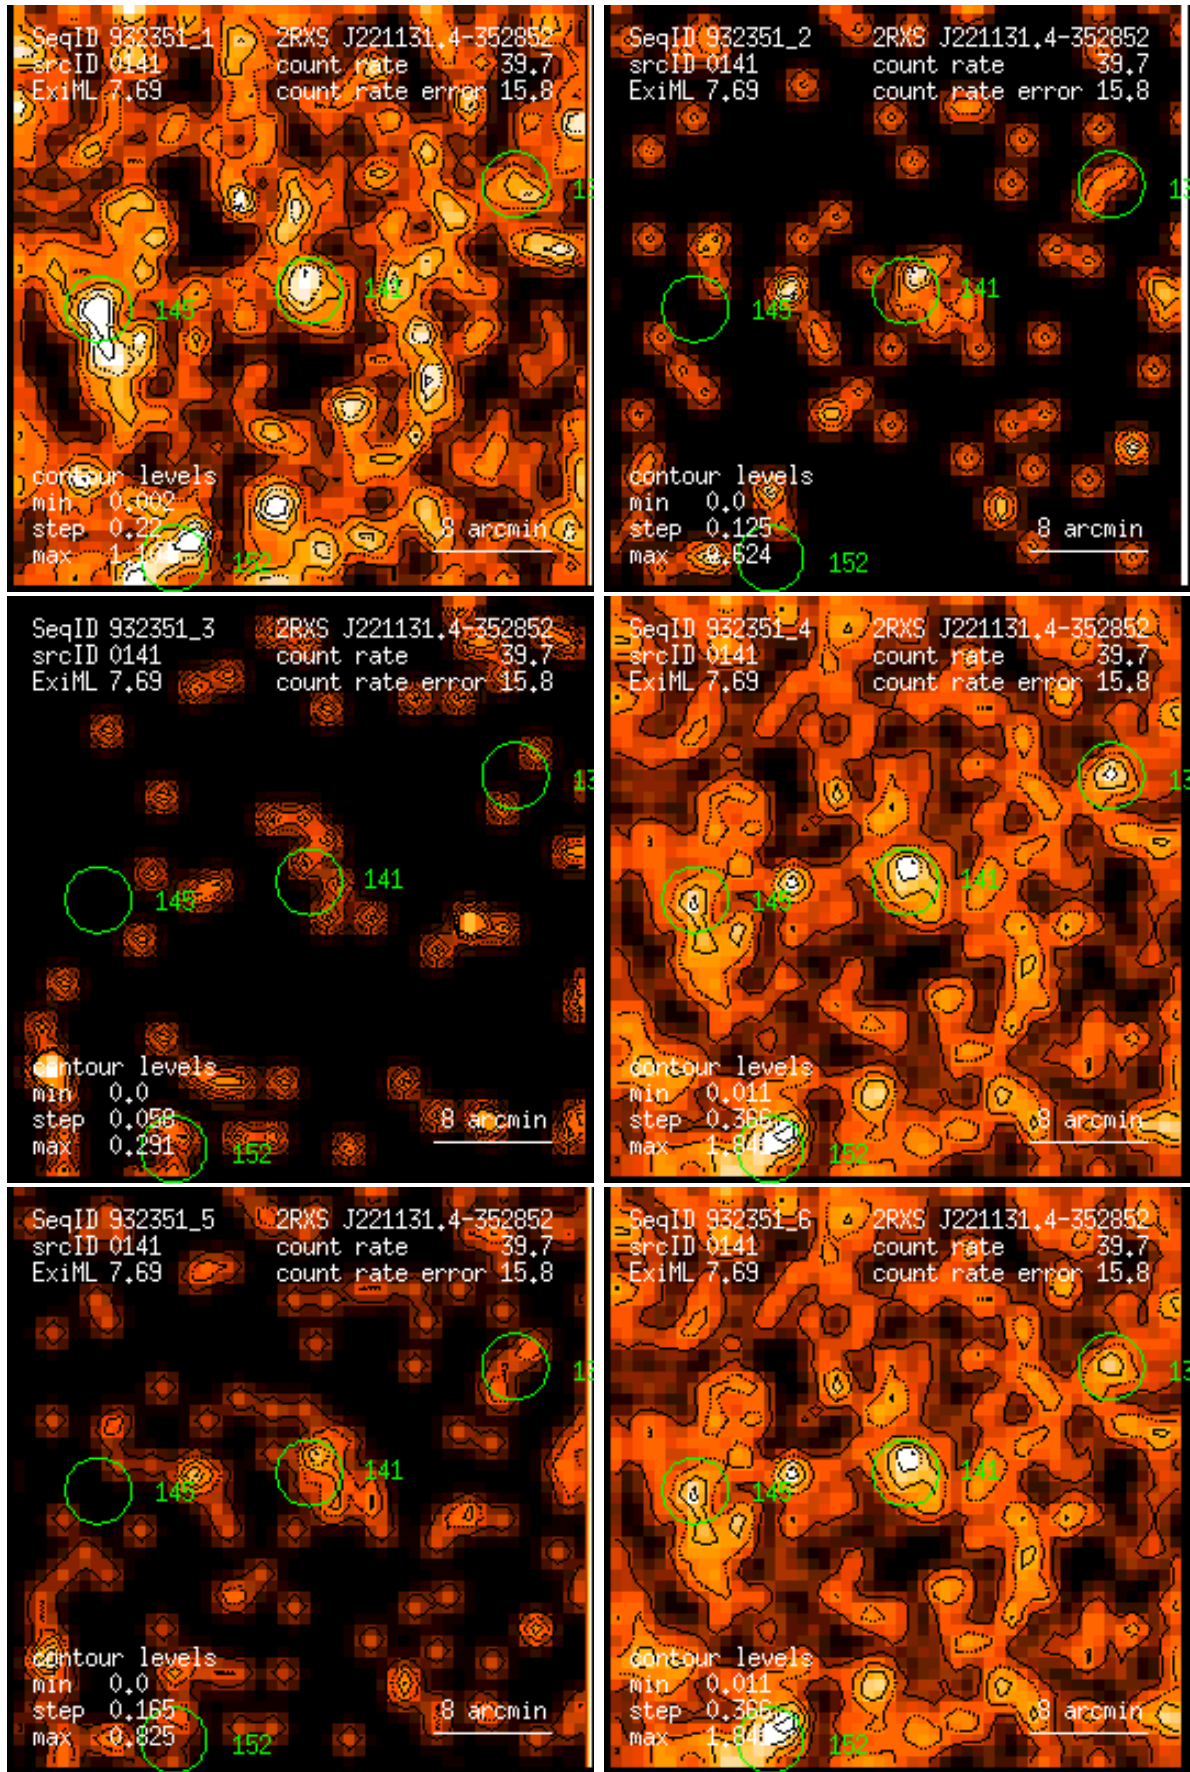 SeqID 932351_1 2RXS J221131.4-352852
srcID 0141 count rate 39.7
ExiML 7.69 count rate error 15.8
141
145
contour levels
min 0.002
step 0.22
max
8 arcmin
152
SeqID 932351_2 2RXS J221131.4-352852
srcID 0141 count rate 39.7
ExiML 7.69 count rate error 15.8
141
145
contour levels
min 0.0
step 0.125
max 0.624
8 arcmin
152
SeqID 932351_3 2RXS J221131.4-352852
srcID 0141 count rate 39.7
ExiML 7.69 count rate error 15.8
141
145
contour levels
min 0.0
step 0.058
max 0.291
8 arcmin
152
SeqID 932351_4 2RXS J221131.4-352852
srcID 0141 count rate 39.7
ExiML 7.69 count rate error 15.8
141
145
contour levels
min 0.011
step 0.366
max
8 arcmin
152
SeqID 932351_5 2RXS J221131.4-352852
srcID 0141 count rate 39.7
ExiML 7.69 count rate error 15.8
141
145
contour levels
min 0.0
step 0.165
max 0.825
8 arcmin
152
SeqID 932351_6 2RXS J221131.4-352852
srcID 0141 count rate 39.7
ExiML 7.69 count rate error 15.8
141
145
contour levels
min 0.011
step 0.366
max
8 arcmin
152